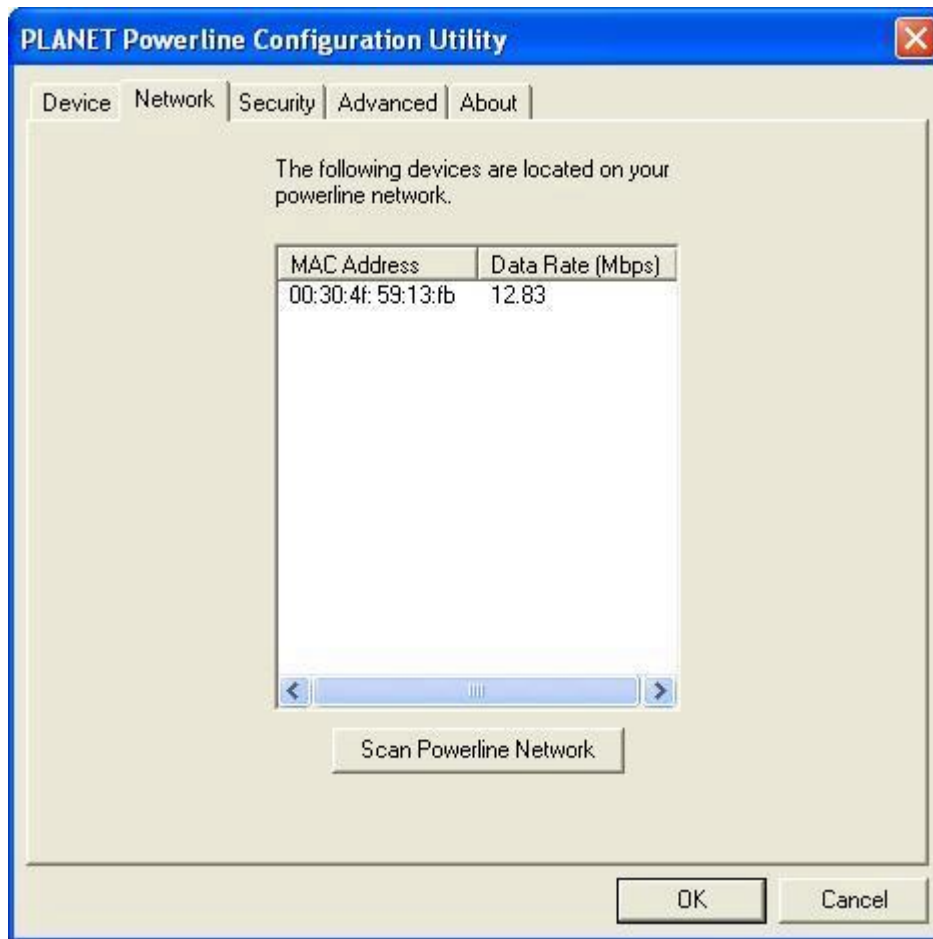 PLANET Powerline Configuration Utility
Device Network Security Advanced About
The following devices are located on your
powerline network.
MAC Address Data Rate (Mbps)
00:30:4f: 59:13:fb 12.83
Scan Powerline Network
OK Cancel